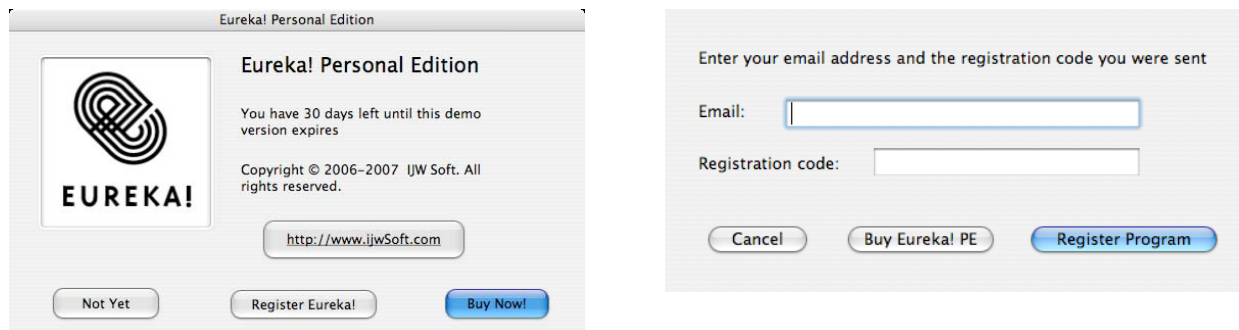 Eureka! Personal Edition
EUREKA!
Eureka! Personal Edition
You have 30 days left until this demo
version expires
Copyright © 2006-2007 IJW Soft. All
rights reserved.
http://www.ijwSoft.com
Not Yet
Register Eureka!
Buy Now!
Enter your email address and the registration code you were sent
Email:
Registration code:
Cancel
Buy Eureka! PE
Register Program